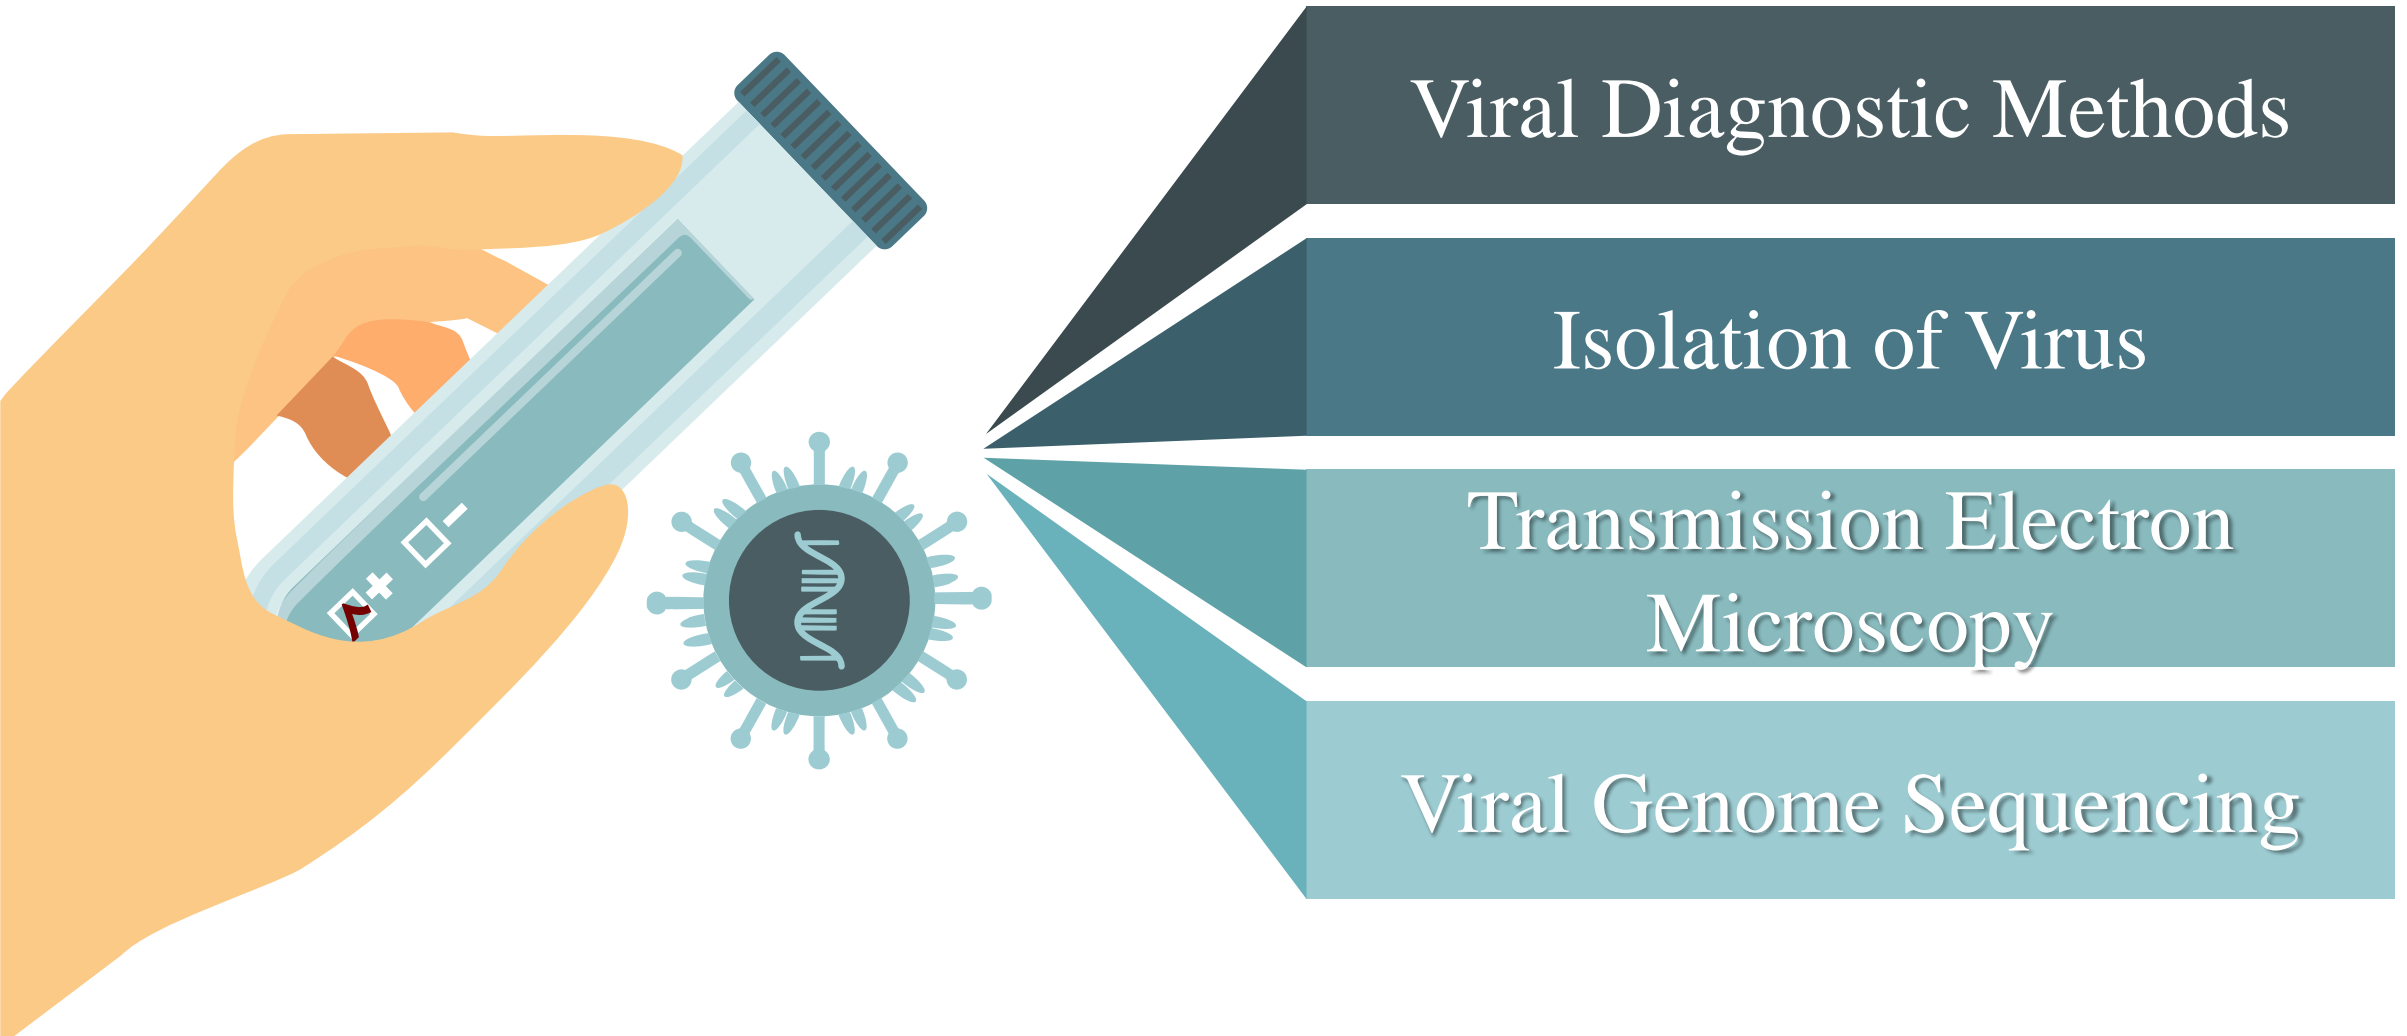 Viral Diagnostic Methods
Isolation of Virus
Transmission Electron
Microscopy
Viral Genome Sequencing